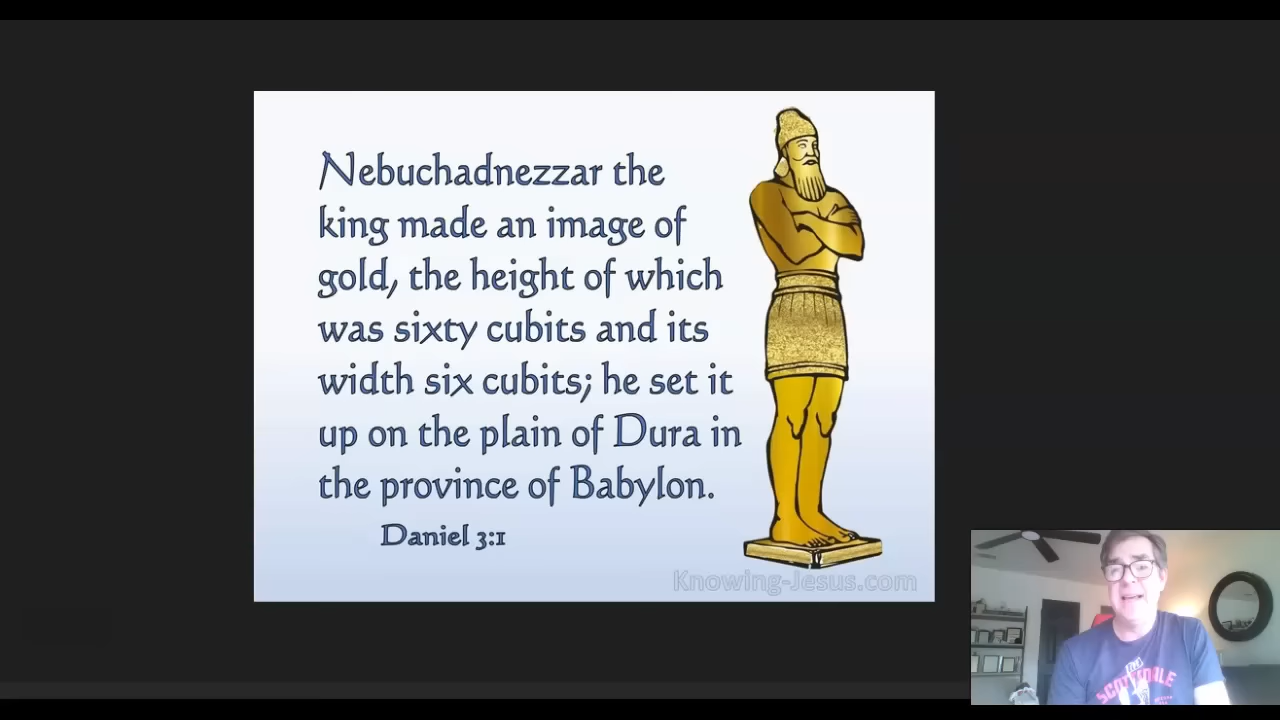 Nebuchadnezzar the
king made an image of
gold, the height of which
was sixty cubits and its
width six cubits; he set it
up on the plain of Dura in
the province of Babylon.
Daniel 3:1
Knowing-Jesus.com
THE
SCOTTSDALE